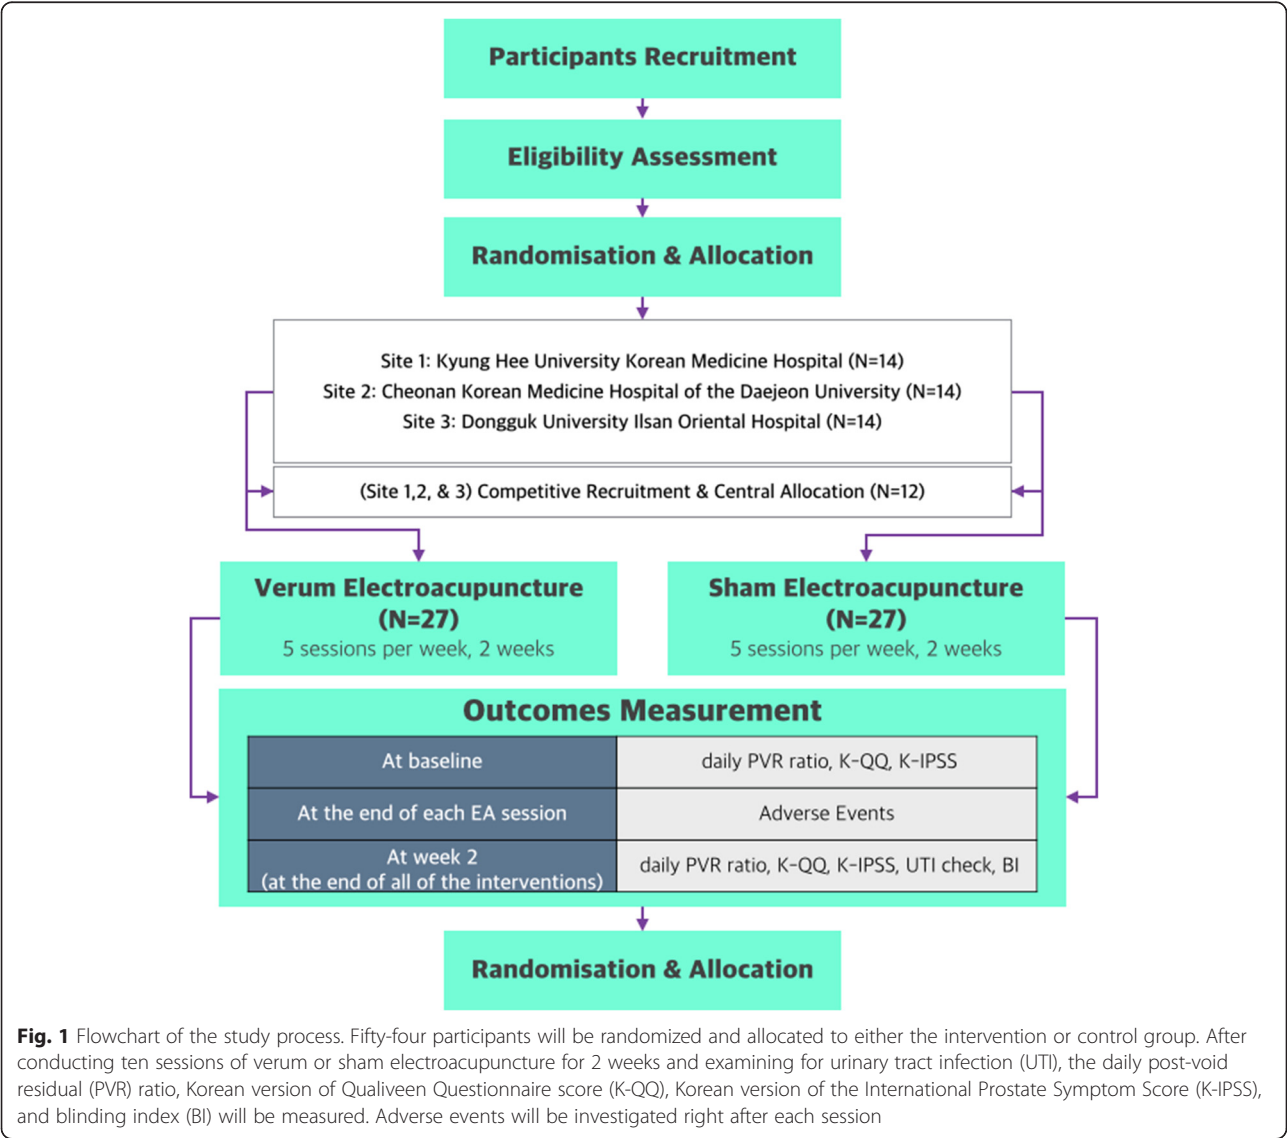 Participants Recruitment
Eligibility Assessment
Randomisation & Allocation
Site 1: Kyung Hee University Korean Medicine Hospital (N=14)
Site 2: Cheonan Korean Medicine Hospital of the Daejeon University (N=14)
Site 3: Dongguk University Ilsan Oriental Hospital (N=14)
(Site 1,2, & 3) Competitive Recruitment & Central Allocation (N=12)
Verum Electroacupuncture
(N=27)
5 sessions per week, 2 weeks
Sham Electroacupuncture
(N=27)
5 sessions per week, 2 weeks
Outcomes Measurement
At baseline
daily PVR ratio, K-QQ, K-IPSS
At the end of each EA session
Adverse Events
At week 2
(at the end of all of the interventions)
daily PVR ratio, K-QQ, K-IPSS, UTI check, BI
Randomisation & Allocation
Fig. 1 Flowchart of the study process. Fifty-four participants will be randomized and allocated to either the intervention or control group. After
conducting ten sessions of verum or sham electroacupuncture for 2 weeks and examining for urinary tract infection (UTI), the daily post-void
residual (PVR) ratio, Korean version of Qualiveen Questionnaire score (K-QQ), Korean version of the International Prostate Symptom Score (K-IPSS),
and blinding index (BI) will be measured. Adverse events will be investigated right after each session